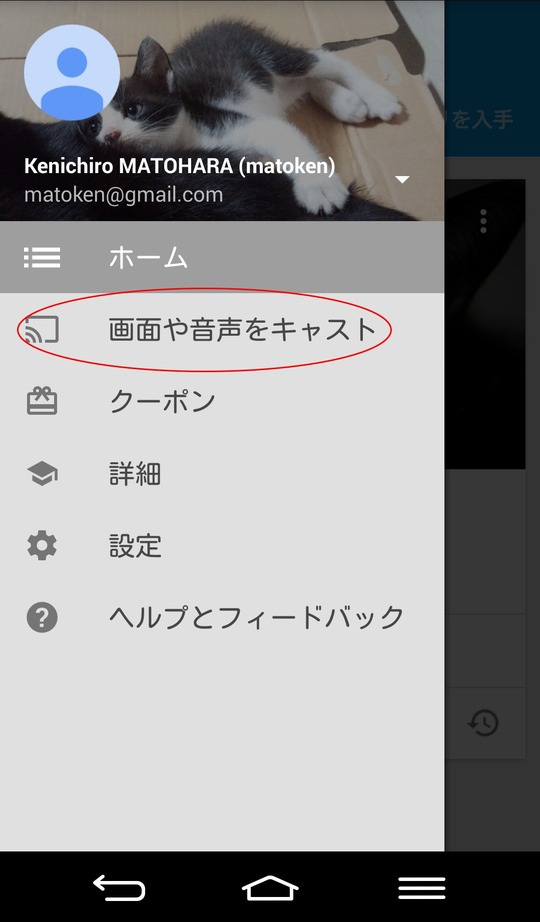 Kenichiro MATOHARA (matoken)
matoken@gmail.com
を入手
ホーム
画面や音声をキャスト
クーポン
詳細
設定
ヘルプとフィードバック